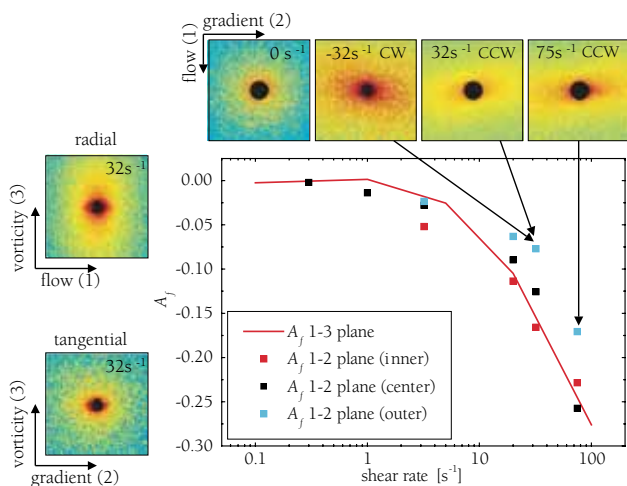 gradient (2)
flow (1)
0 s⁻¹
-32s⁻¹ CW
32s⁻¹ CCW
75s⁻¹ CCW
radial
32s⁻¹
vorticity (3)
flow (1)
tangential
32s⁻¹
vorticity (3)
gradient (2)
0.00
-0.05
-0.10
-0.15
-0.20
-0.25
-0.30
A_f
A_f 1-3 plane
A_f 1-2 plane (inner)
A_f 1-2 plane (center)
A_f 1-2 plane (outer)
0.1
1
10
100
shear rate [s⁻¹]